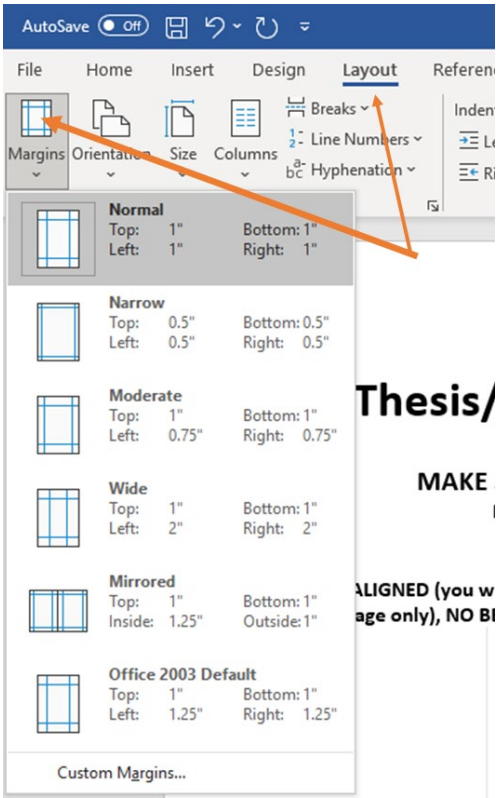 AutoSave Off
File Home Insert Design Layout Referenc
Breaks
Line Numbers
Hyphenation
Margins Orientation Size Columns
Inden
Le
Ri
Normal
Top: 1" Bottom: 1"
Left: 1" Right: 1"
Narrow
Top: 0.5" Bottom: 0.5"
Left: 0.5" Right: 0.5"
Moderate
Top: 1" Bottom: 1"
Left: 0.75" Right: 0.75"
Wide
Top: 1" Bottom: 1"
Left: 2" Right: 2"
Mirrored
Top: 1" Bottom: 1"
Inside: 1.25" Outside: 1"
Office 2003 Default
Top: 1" Bottom: 1"
Left: 1.25" Right: 1.25"
Custom Margins...
Thesis/
MAKE
ALIGNED (you w
age only), NO BE